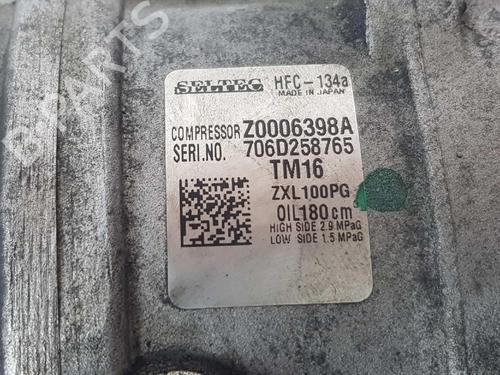 SELTEC HFC-134a
MADE IN JAPAN
COMPRESSOR Z0006398A
SERI.NO. 706D258765
TM16
ZXL100PG
OIL180cm
HIGH SIDE 2.9 MPaG
LOW SIDE 1.5 MPaG